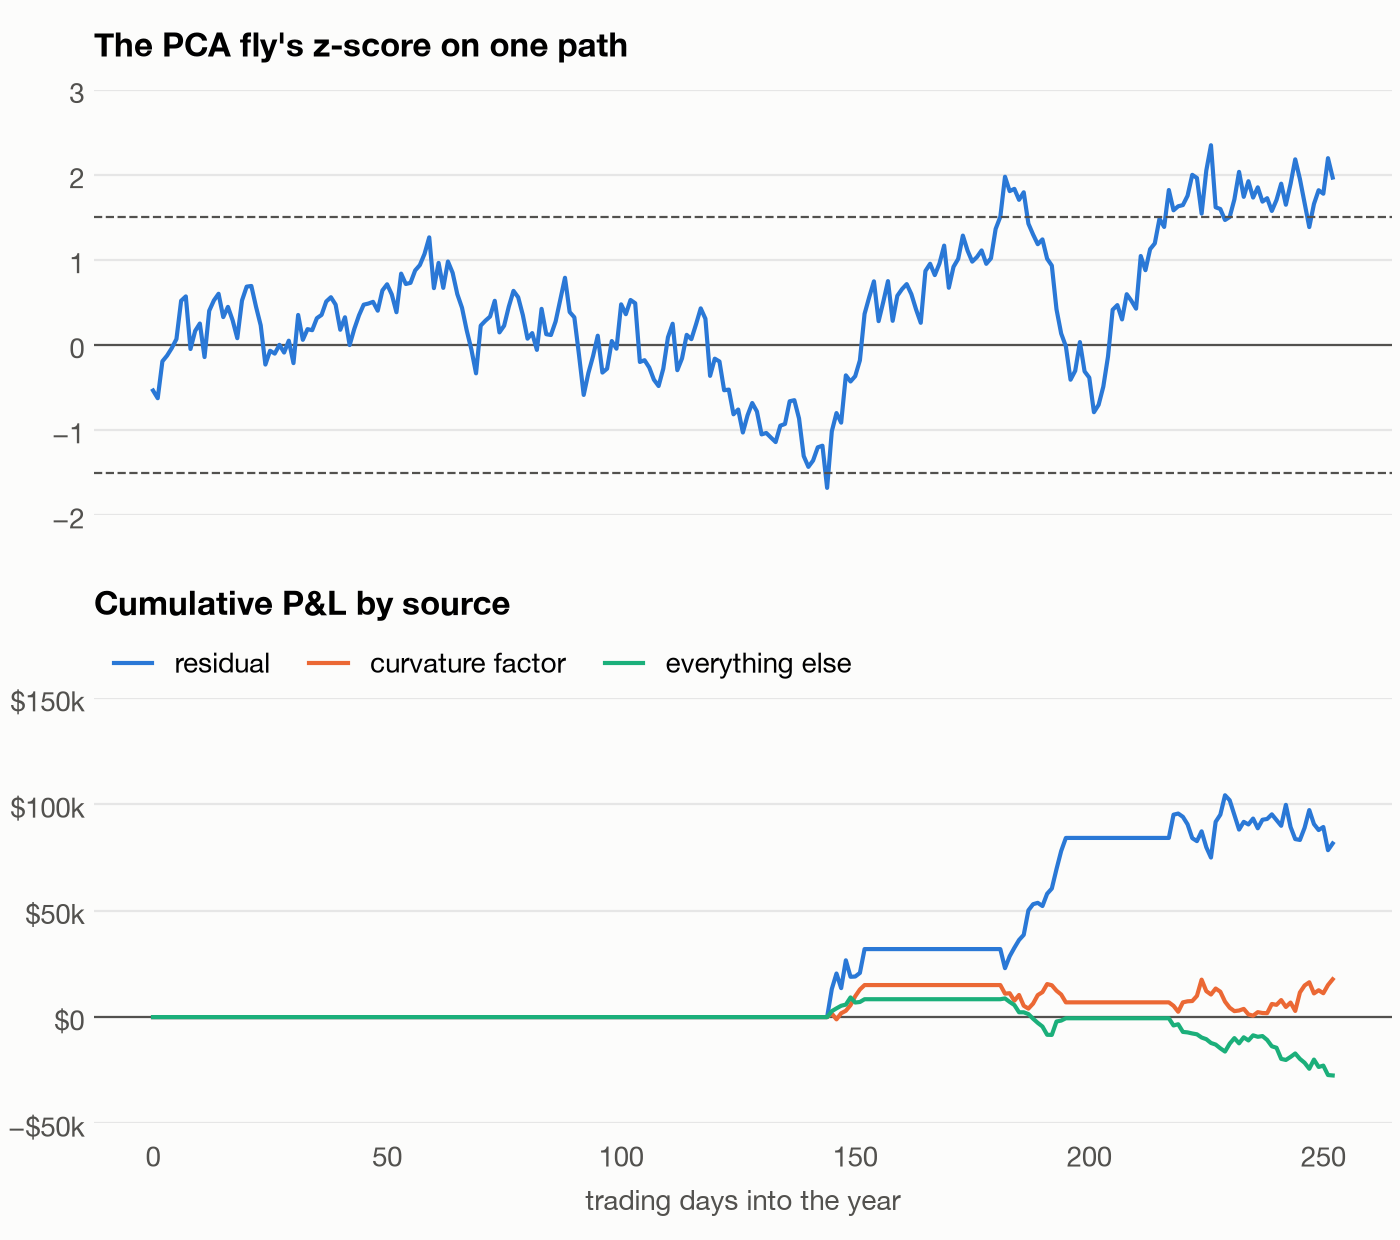 The PCA fly's z-score on one path
3
2
1
0
−1
−2
Cumulative P&L by source
residual curvature factor everything else
$150k
$100k
$50k
$0
−$50k
0 50 100 150 200 250
trading days into the year